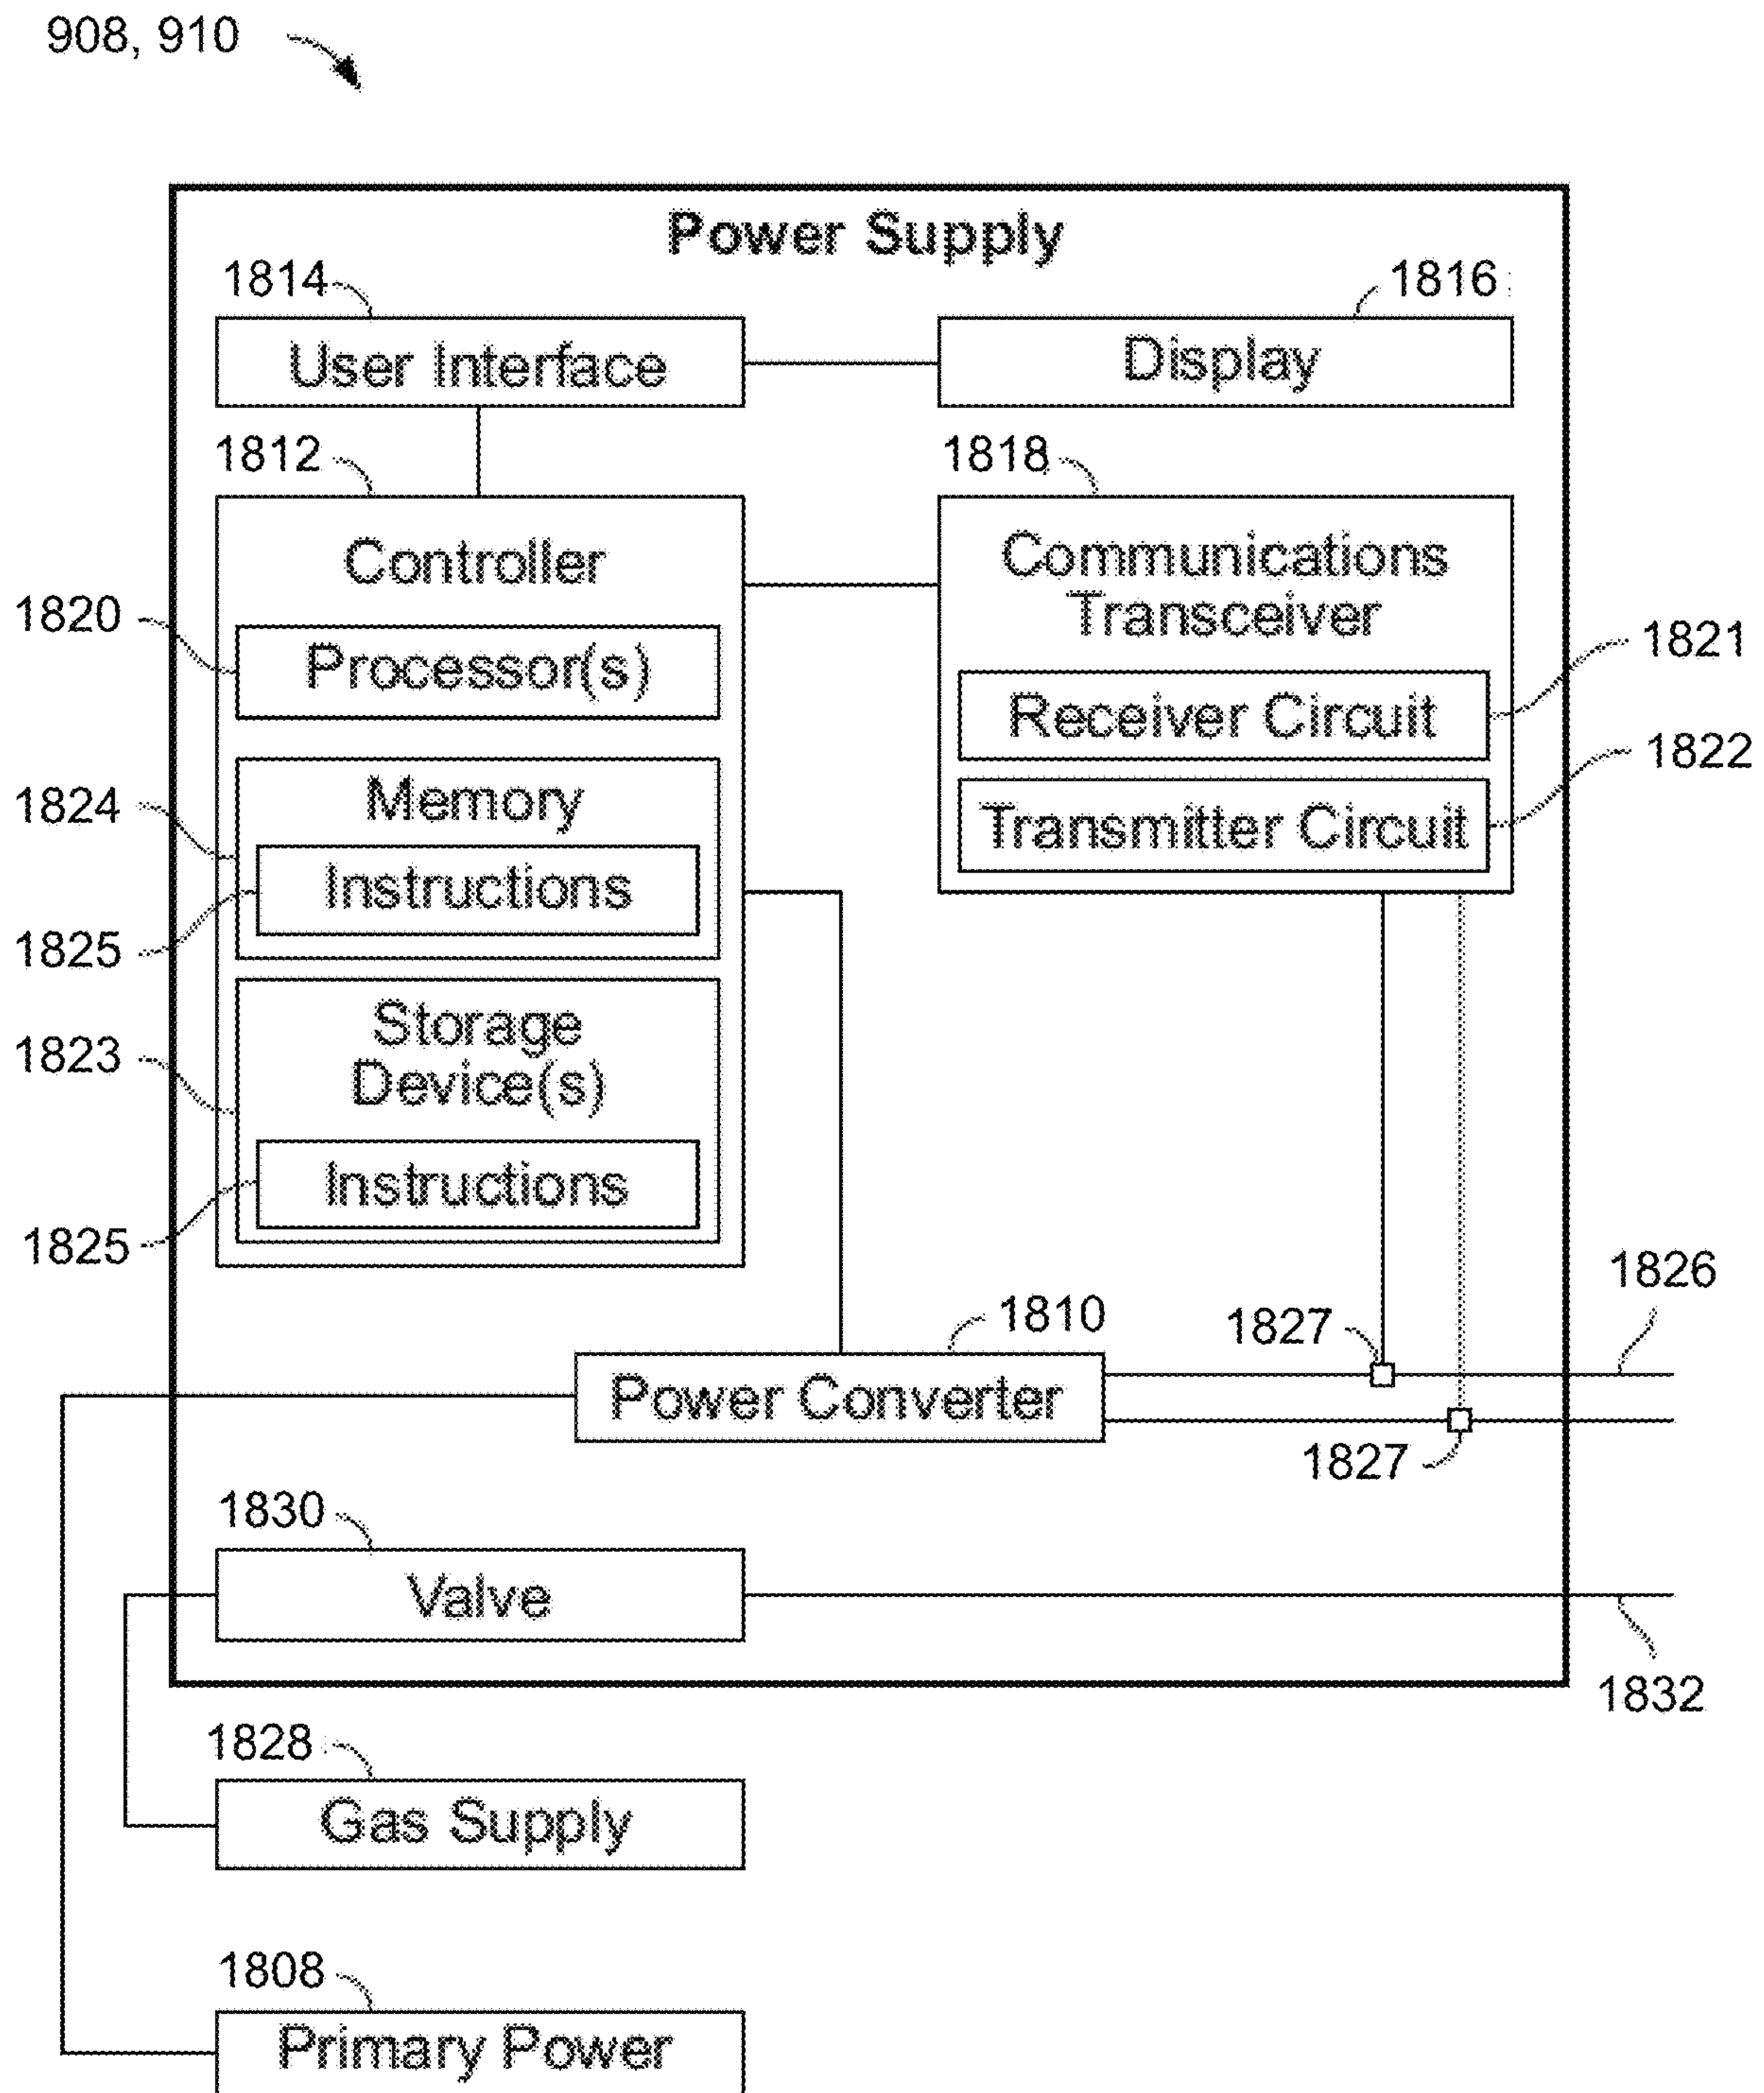 908, 910
Power Supply
1814
1816
User Interface
Display
1812
1818
Controller
Communications
Transceiver
1820
Processor(s)
1821
Receiver Circuit
1822
1824
Memory
Transmitter Circuit
Instructions
1825
Storage
Device(s)
1823
Instructions
1825
1826
1810
1827
Power Converter
1827
1830
Valve
1832
1828
Gas Supply
1808
Primary Power